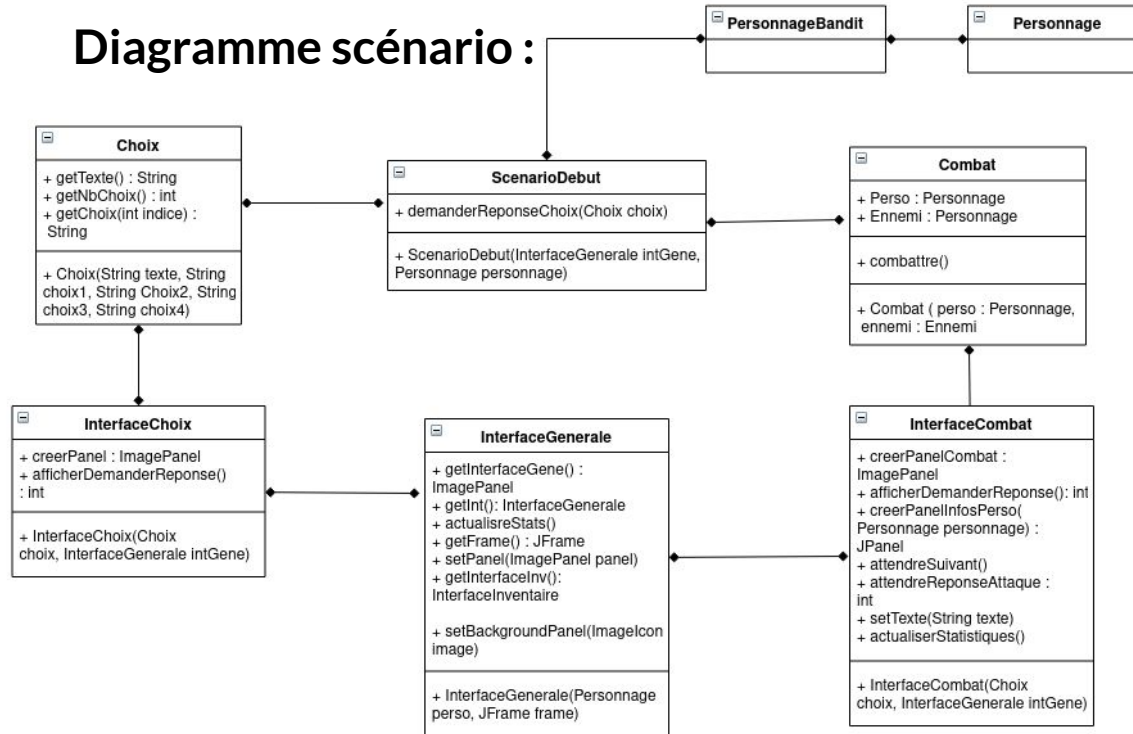 Diagramme scénario :
PersonnageBandit
Personnage
Choix
+ getTexte() : String
+ getNbChoix() : int
+ getChoix(int indice) :
String
+ Choix(String texte, String
choix1, String Choix2, String
choix3, String choix4)
ScenarioDebut
+ demanderReponseChoix(Choix choix)
+ ScenarioDebut(InterfaceGenerale intGene,
Personnage personnage)
Combat
+ Perso : Personnage
+ Ennemi : Personnage
+ combattre()
+ Combat ( perso : Personnage,
ennemi : Ennemi
InterfaceChoix
+ creerPanel : ImagePanel
+ afficherDemanderReponse()
: int
+ InterfaceChoix(Choix
choix, InterfaceGenerale intGene)
InterfaceGenerale
+ getInterfaceGene() :
ImagePanel
+ getInt(): InterfaceGenerale
+ actualisreStats()
+ getFrame() : JFrame
+ setPanel(ImagePanel panel)
+ getInterfaceInv():
InterfaceInventaire
+ setBackgroundPanel(ImageIcon
image)
+ InterfaceGenerale(Personnage
perso, JFrame frame)
InterfaceCombat
+ creerPanelCombat :
ImagePanel
+ afficherDemanderReponse(): int
+ creerPanelInfosPerso(
Personnage personnage) :
JPanel
+ attendreSuivant()
+ attendreReponseAttaque :
int
+ setTexte(String texte)
+ actualiserStatistiques()
+ InterfaceCombat(Choix
choix, InterfaceGenerale intGene)